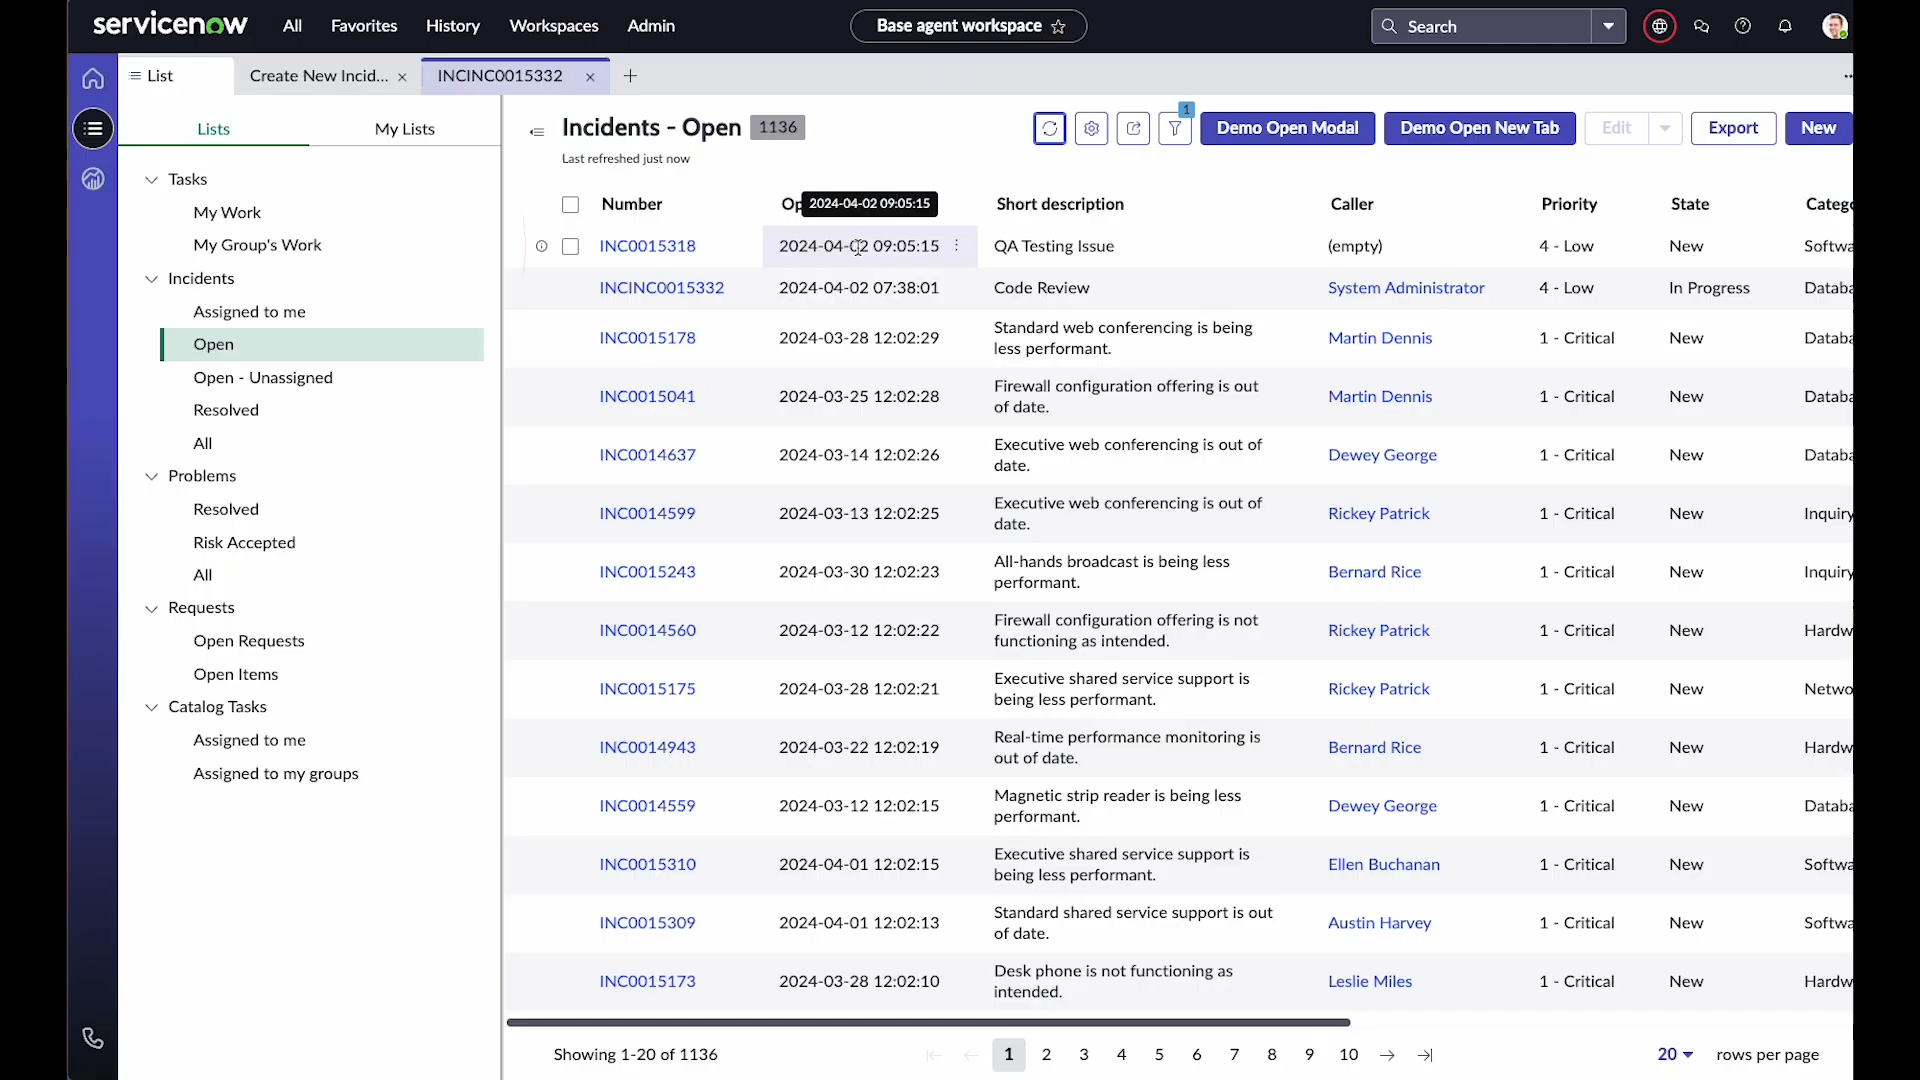 servicenow
All
Favorites
History
Workspaces
Admin
Base agent workspace
Search
List
Create New Incid...
INCINC0015332
Lists
My Lists
Tasks
My Work
My Group's Work
Incidents
Assigned to me
Open
Open - Unassigned
Resolved
All
Problems
Resolved
Risk Accepted
All
Requests
Open Requests
Open Items
Catalog Tasks
Assigned to me
Assigned to my groups
Incidents - Open 1136
Last refreshed just now
1
Demo Open Modal
Demo Open New Tab
Edit
Export
New
Number
Op
2024-04-02 09:05:15
Short description
Caller
Priority
State
Catego
INC0015318 2024-04-02 09:05:15 QA Testing Issue (empty) 4 - Low New Softwa
INCINC0015332 2024-04-02 07:38:01 Code Review System Administrator 4 - Low In Progress Databa
INC0015178 2024-03-28 12:02:29 Standard web conferencing is being
less performant. Martin Dennis 1 - Critical New Databa
INC0015041 2024-03-25 12:02:28 Firewall configuration offering is out
of date. Martin Dennis 1 - Critical New Databa
INC0014637 2024-03-14 12:02:26 Executive web conferencing is out of
date. Dewey George 1 - Critical New Databa
INC0014599 2024-03-13 12:02:25 Executive web conferencing is out of
date. Rickey Patrick 1 - Critical New Inquiry
INC0015243 2024-03-30 12:02:23 All-hands broadcast is being less
performant. Bernard Rice 1 - Critical New Inquiry
INC0014560 2024-03-12 12:02:22 Firewall configuration offering is not
functioning as intended. Rickey Patrick 1 - Critical New Hardw
INC0015175 2024-03-28 12:02:21 Executive shared service support is
being less performant. Rickey Patrick 1 - Critical New Netwo
INC0014943 2024-03-22 12:02:19 Real-time performance monitoring is
out of date. Bernard Rice 1 - Critical New Hardw
INC0014559 2024-03-12 12:02:15 Magnetic strip reader is being less
performant. Dewey George 1 - Critical New Databa
INC0015310 2024-04-01 12:02:15 Executive shared service support is
being less performant. Ellen Buchanan 1 - Critical New Softwa
INC0015309 2024-04-01 12:02:13 Standard shared service support is out
of date. Austin Harvey 1 - Critical New Softwa
INC0015173 2024-03-28 12:02:10 Desk phone is not functioning as
intended. Leslie Miles 1 - Critical New Hardw
Showing 1-20 of 1136
1 2 3 4 5 6 7 8 9 10
20 rows per page